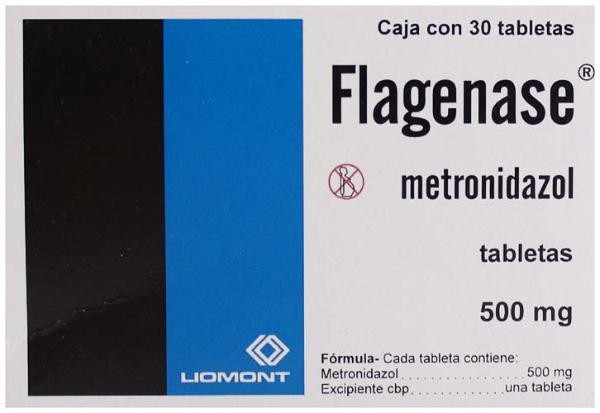 Caja con 30 tabletas
Flagenase®
metronidazol
tabletas
500 mg
Fórmula- Cada tableta contiene:
Metronidazol ..................... 500 mg
Excipiente cbp ................ una tableta
LIOMONT